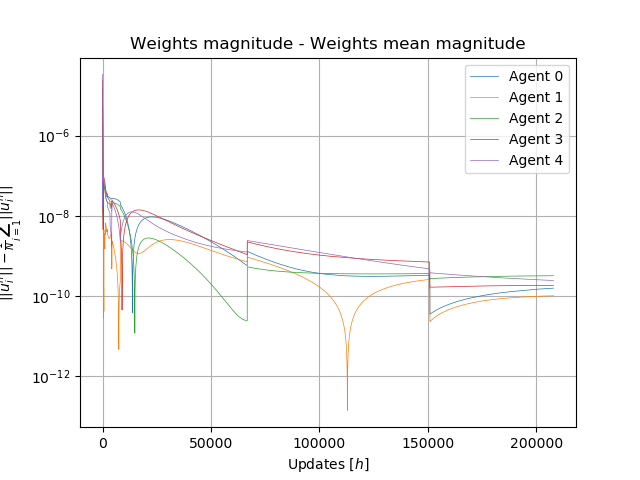 Weights magnitude - Weights mean magnitude
Agent 0
Agent 1
Agent 2
Agent 3
Agent 4
10⁻⁶
10⁻⁸
10⁻¹⁰
10⁻¹²
0
50000
100000
150000
200000
Updates [h]